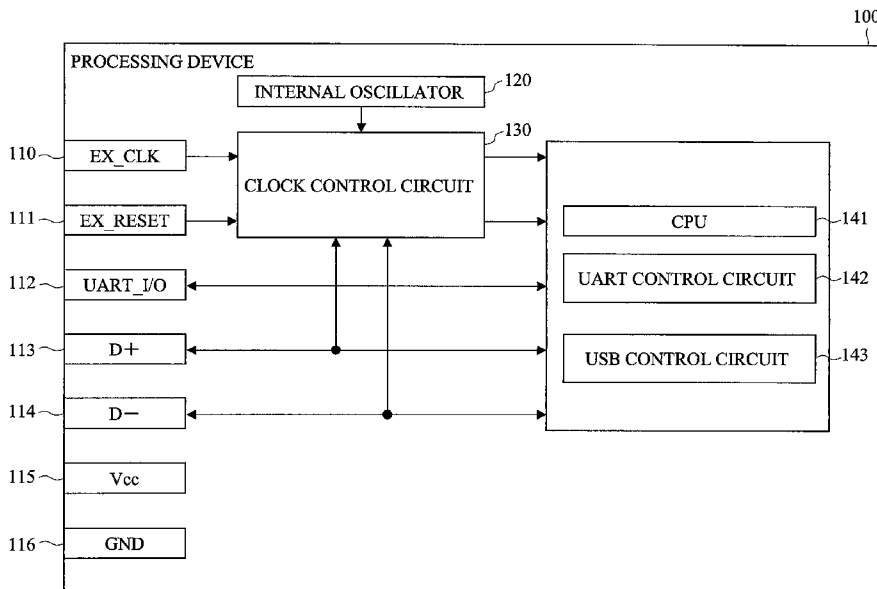 100
PROCESSING DEVICE
120
INTERNAL OSCILLATOR
130
110
EX_CLK
CLOCK CONTROL CIRCUIT
111
EX_RESET
CPU
141
112
UART_I/O
UART CONTROL CIRCUIT
142
113
D+
USB CONTROL CIRCUIT
143
114
D−
115
Vcc
116
GND